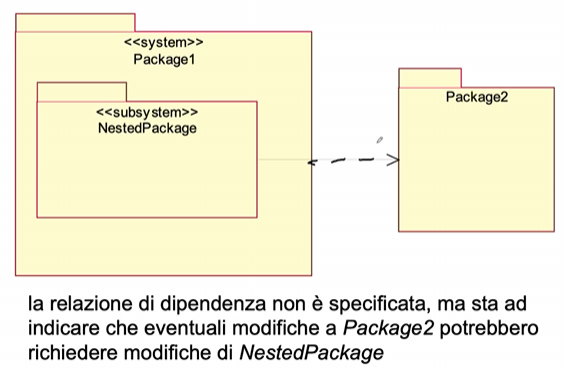 <<system>>
Package1
<<subsystem>>
NestedPackage
Package2
la relazione di dipendenza non è specificata, ma sta ad
indicare che eventuali modifiche a Package2 potrebbero
richiedere modifiche di NestedPackage